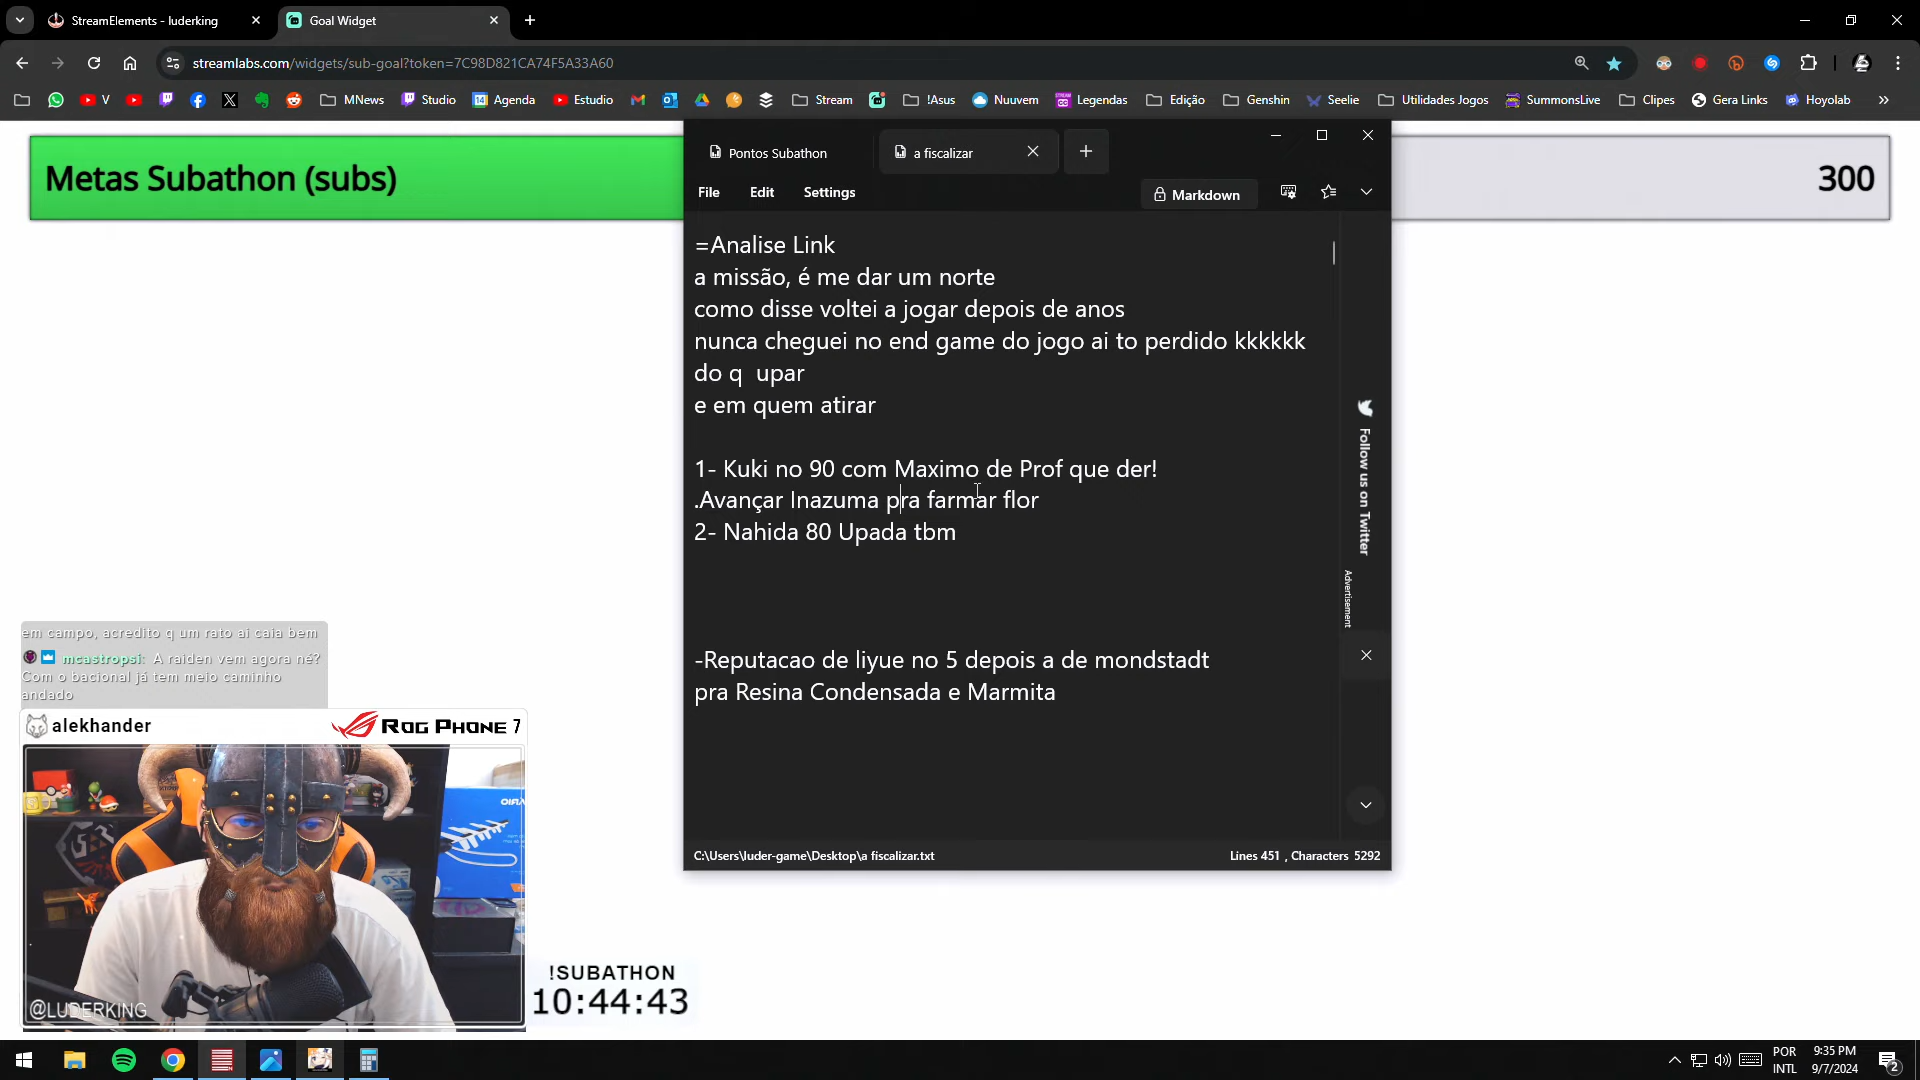 StreamElements - luderking
Goal Widget
streamlabs.com/widgets/sub-goal?token=7C98D821CA74F5A33A60
V
MNews
Studio
Agenda
Estudio
Stream
!Asus
Nuuvem
Legendas
Edição
Genshin
Seelie
Utilidades Jogos
SummonsLive
Clipes
Gera Links
Hoyolab
Metas Subathon (subs)
300
Pontos Subathon
a fiscalizar
File
Edit
Settings
Markdown
=Analise Link
a missão, é me dar um norte
como disse voltei a jogar depois de anos
nunca cheguei no end game do jogo ai to perdido kkkkkk
do q  upar
e em quem atirar
1- Kuki no 90 com Maximo de Prof que der!
.Avançar Inazuma pra farmar flor
2- Nahida 80 Upada tbm
-Reputacao de liyue no 5 depois a de mondstadt
pra Resina Condensada e Marmita
Follow us on Twitter
Advertisement
C:\Users\luder-game\Desktop\a fiscalizar.txt
Lines 451 , Characters 5292
em campo, acredito q um rato ai caia bem
mcastropsi: A raiden vem agora né?
Com o bacional já tem meio caminho
andado
alekhander
ROG PHONE 7
@LUDERKING
!SUBATHON
10:44:43
POR
INTL
9:35 PM
9/7/2024
2